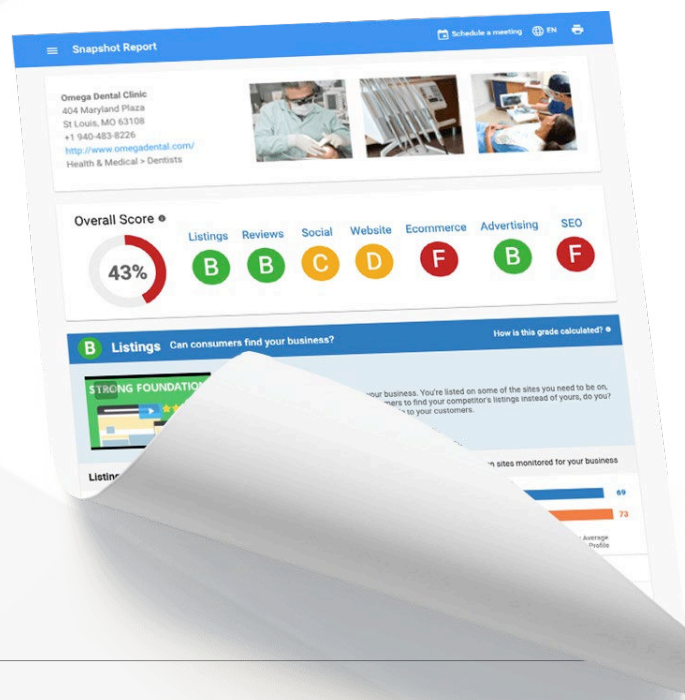 Snapshot Report
Schedule a meeting
EN
Omega Dental Clinic
404 Maryland Plaza
St Louis, MO 63108
+1 940-483-8226
http://www.omegadental.com/
Health & Medical > Dentists
Overall Score
43%
Listings Reviews Social Website Ecommerce Advertising SEO
B B C D F B F
B Listings Can consumers find your business?
How is this grade calculated?
STRONG FOUNDATION
your business. You're listed on some of the sites you need to be on,
to find your competitor's listings instead of yours, do you?
to your customers.
sites monitored for your business
69
73
Average
Profile